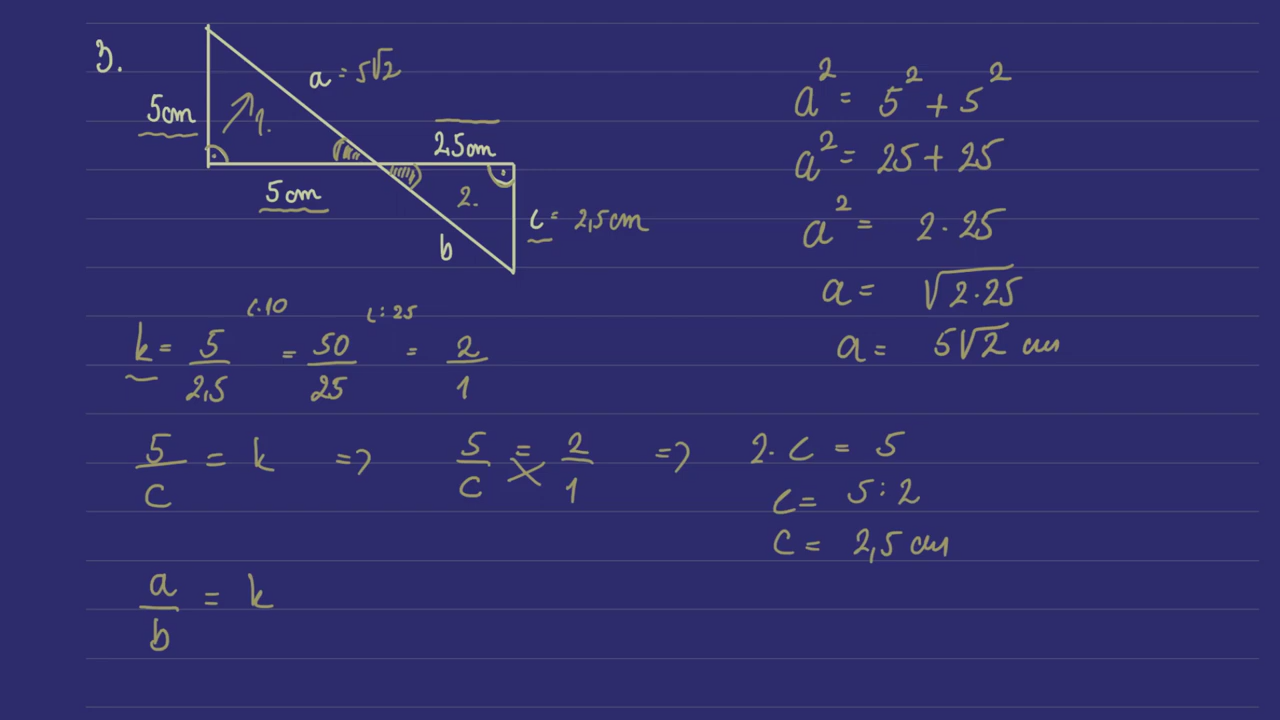 3.
a = 5√2
5cm
1.
2,5cm
5cm
2.
c = 2,5cm
b
a² = 5² + 5²
a² = 25 + 25
a² = 2 · 25
a = √2·25
a = 5√2 cm
k = 5/2,5 (·10 = 50/25 (:25 = 2/1
5/c = k => 5/c = 2/1 => 2·c = 5
c = 5:2
c = 2,5 cm
a/b = k